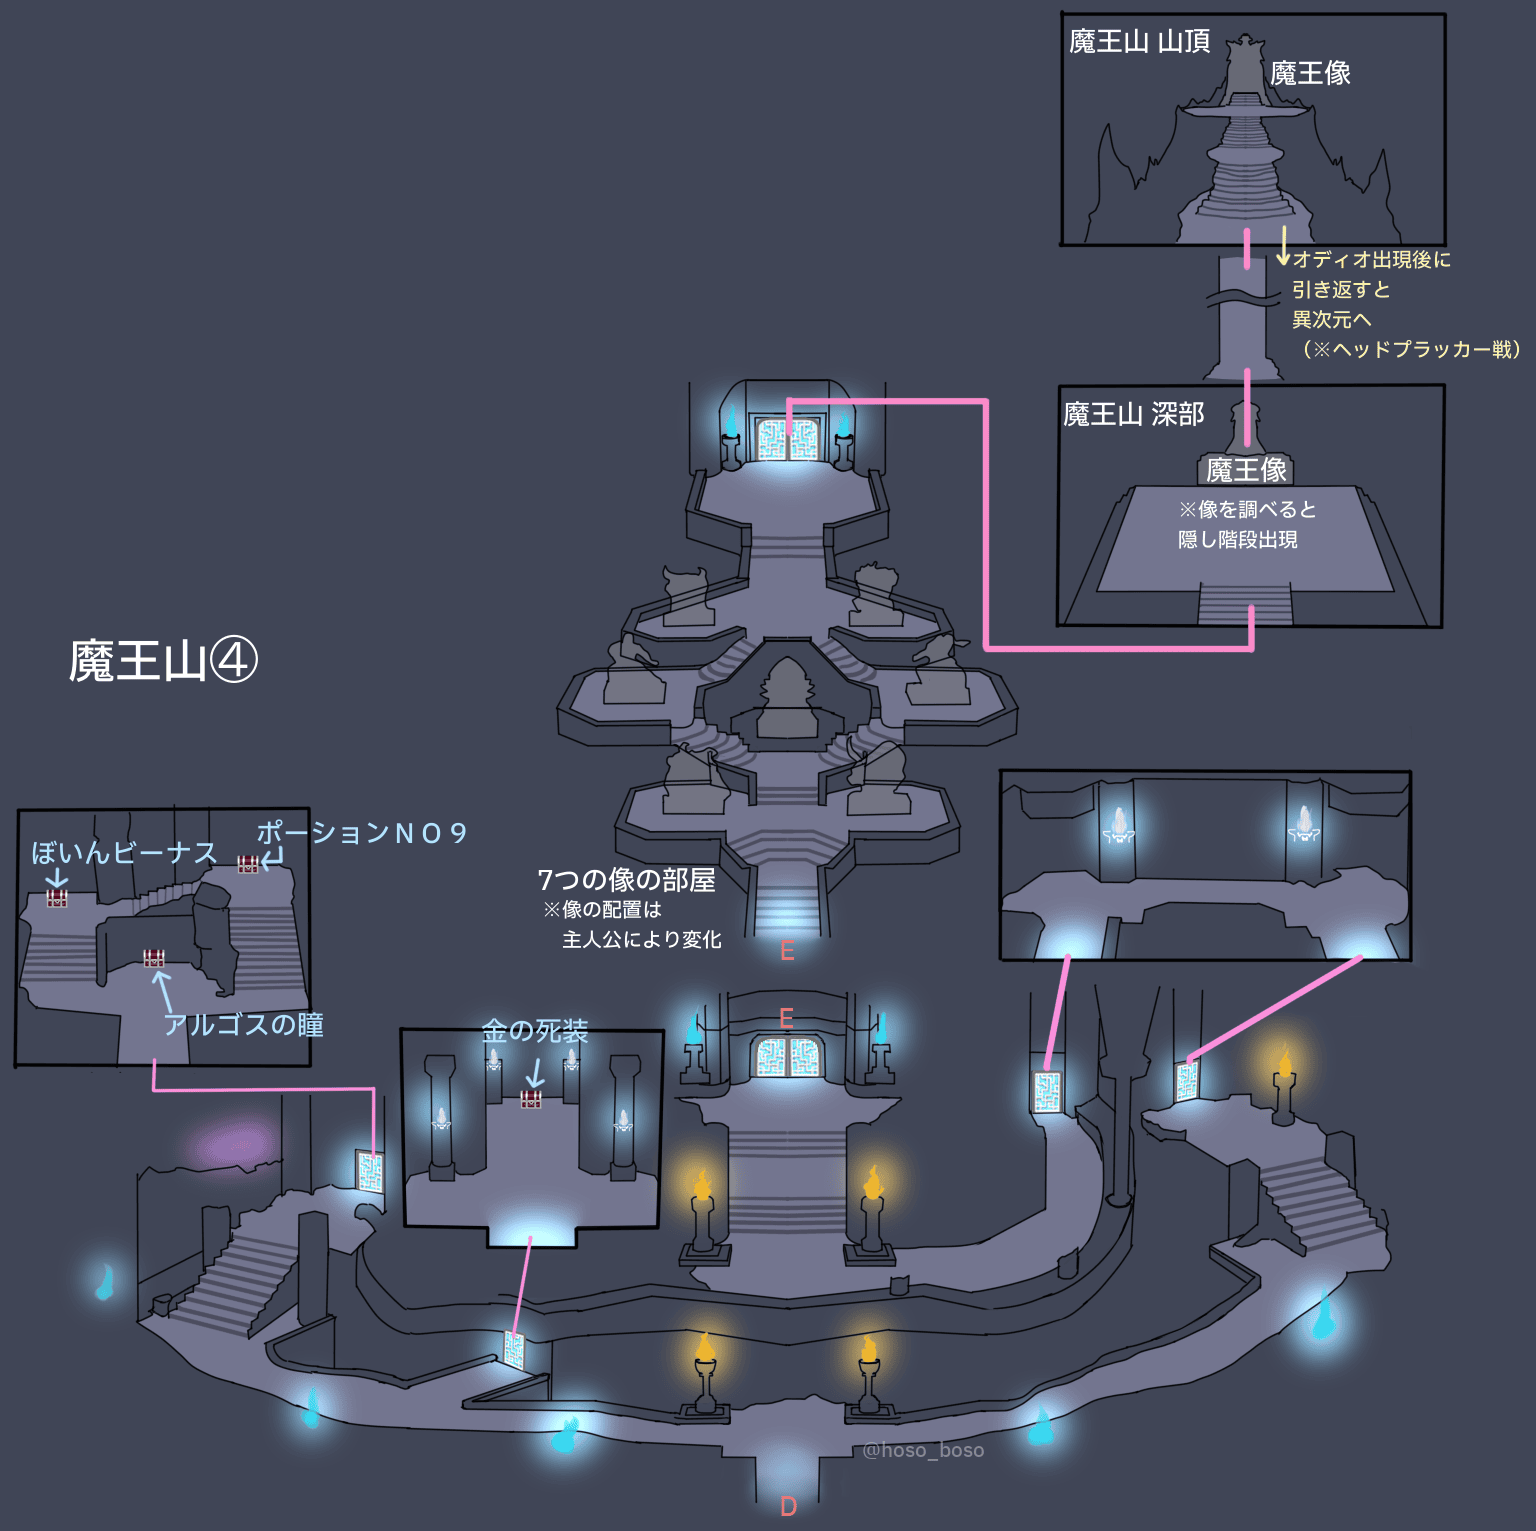 魔王山 山頂
魔王像
オディオ出現後に
引き返すと
異次元へ
（※ヘッドプラッカー戦）
魔王山 深部
魔王像
※像を調べると
隠し階段出現
魔王山④
ぼいんビーナス
ポーションＮＯ９
アルゴスの瞳
7つの像の部屋
※像の配置は
主人公により変化
E
E
金の死装
@hoso_boso
D